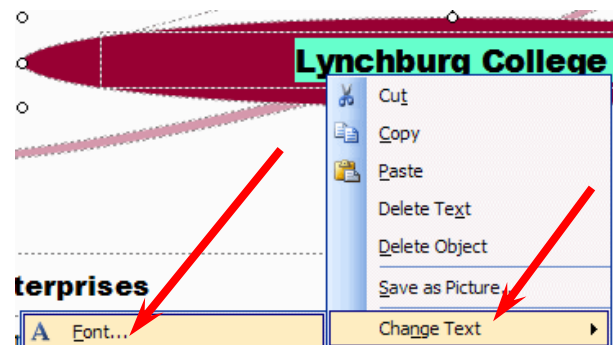 Lynchburg College
Cut
Copy
Paste
Delete Text
Delete Object
Save as Picture...
terprises
A Font...
Change Text